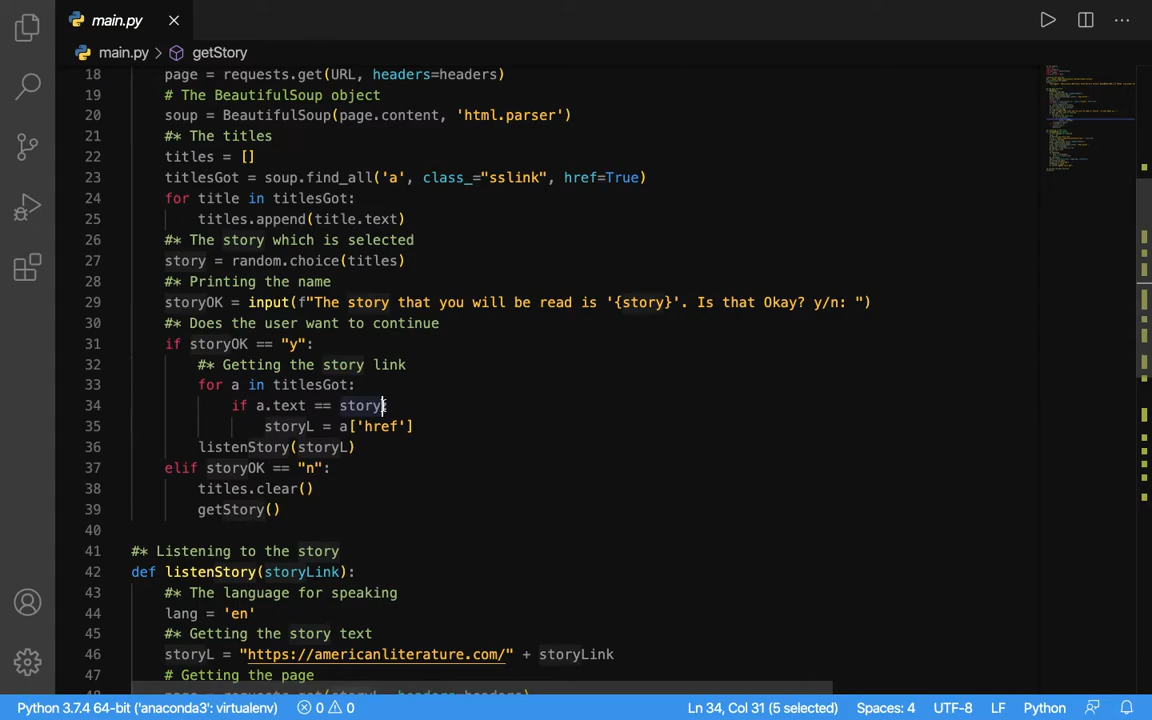 main.py
main.py > getStory
18 page = requests.get(URL, headers=headers)
19 # The BeautifulSoup object
20 soup = BeautifulSoup(page.content, 'html.parser')
21 #* The titles
22 titles = []
23 titlesGot = soup.find_all('a', class_="sslink", href=True)
24 for title in titlesGot:
25 titles.append(title.text)
26 #* The story which is selected
27 story = random.choice(titles)
28 #* Printing the name
29 storyOK = input(f"The story that you will be read is '{story}'. Is that Okay? y/n: ")
30 #* Does the user want to continue
31 if storyOK == "y":
32 #* Getting the story link
33 for a in titlesGot:
34 if a.text == story:
35 storyL = a['href']
36 listenStory(storyL)
37 elif storyOK == "n":
38 titles.clear()
39 getStory()
40
41 #* Listening to the story
42 def listenStory(storyLink):
43 #* The language for speaking
44 lang = 'en'
45 #* Getting the story text
46 storyL = "https://americanliterature.com/" + storyLink
47 # Getting the page
48 page = requests.get(storyL, headers=headers)
Python 3.7.4 64-bit ('anaconda3': virtualenv) 0 0 Ln 34, Col 31 (5 selected) Spaces: 4 UTF-8 LF Python